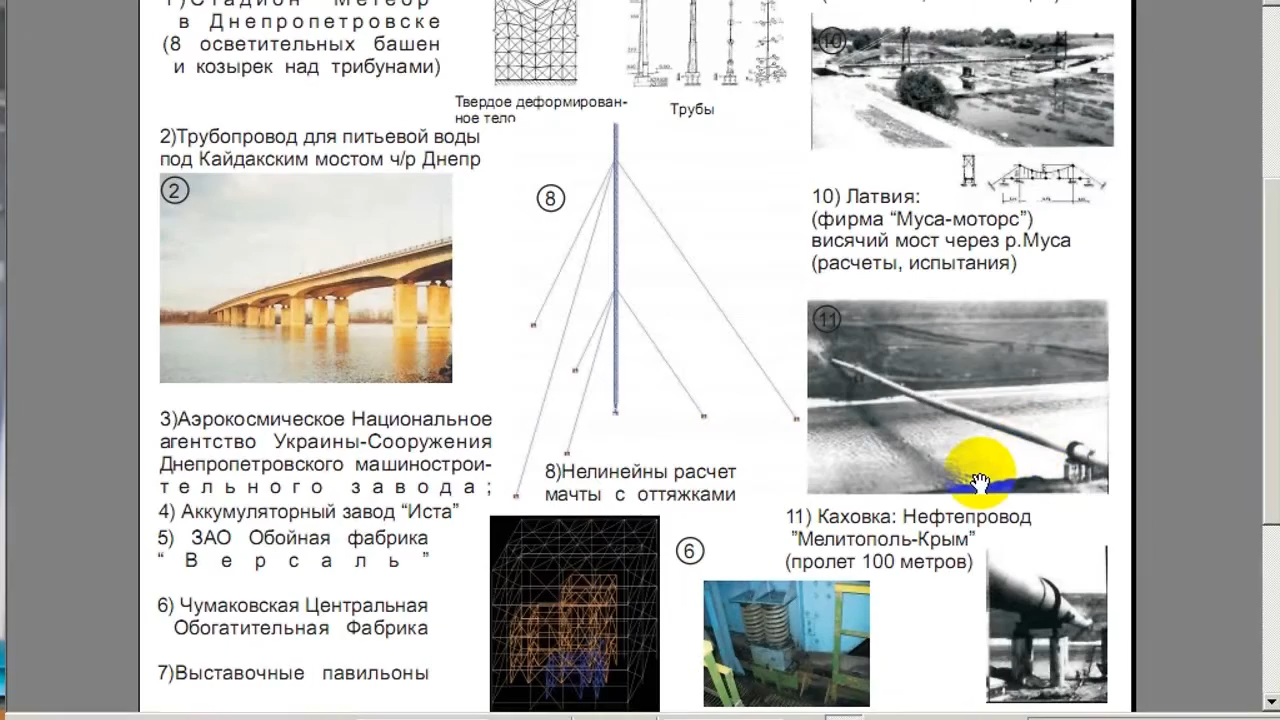 в Днепропетровске
(8 осветительных башен
и козырек над трибунами)
Твердое деформирован-
ное тело
Трубы
2)Трубопровод для питьевой воды
под Кайдакским мостом ч/р Днепр
2
3)Аэрокосмическое Национальное
агентство Украины-Сооружения
Днепропетровского машинострои-
тельного завода;
4) Аккумуляторный завод “Иста”
5) ЗАО Обойная фабрика
“Версаль”
6) Чумаковская Центральная
Обогатительная Фабрика
7)Выставочные павильоны
8
8)Нелинейны расчет
мачты с оттяжками
6
10
10) Латвия:
(фирма “Муса-моторс”)
висячий мост через р.Муса
(расчеты, испытания)
11
11) Каховка: Нефтепровод
”Мелитополь-Крым”
(пролет 100 метров)